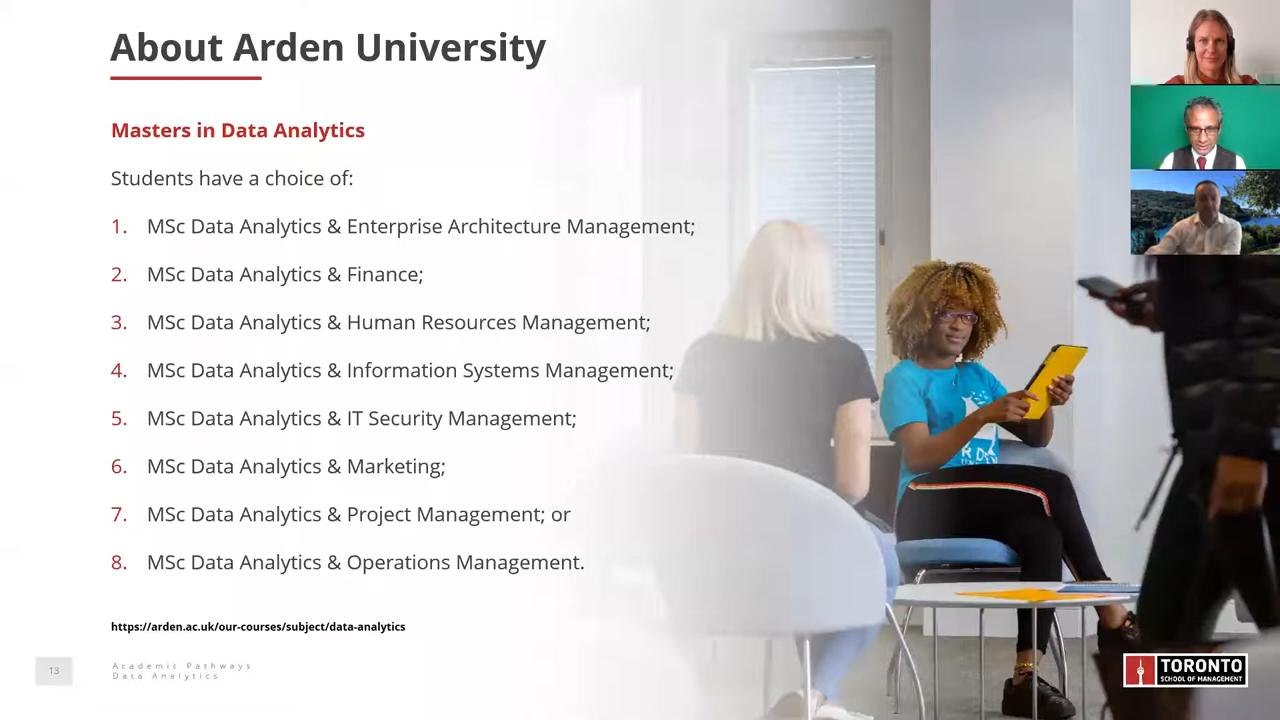 About Arden University
Masters in Data Analytics
Students have a choice of:
1. MSc Data Analytics & Enterprise Architecture Management;
2. MSc Data Analytics & Finance;
3. MSc Data Analytics & Human Resources Management;
4. MSc Data Analytics & Information Systems Management;
5. MSc Data Analytics & IT Security Management;
6. MSc Data Analytics & Marketing;
7. MSc Data Analytics & Project Management; or
8. MSc Data Analytics & Operations Management.
https://arden.ac.uk/our-courses/subject/data-analytics
13
Academic Pathways
Data Analytics
TORONTO
SCHOOL OF MANAGEMENT